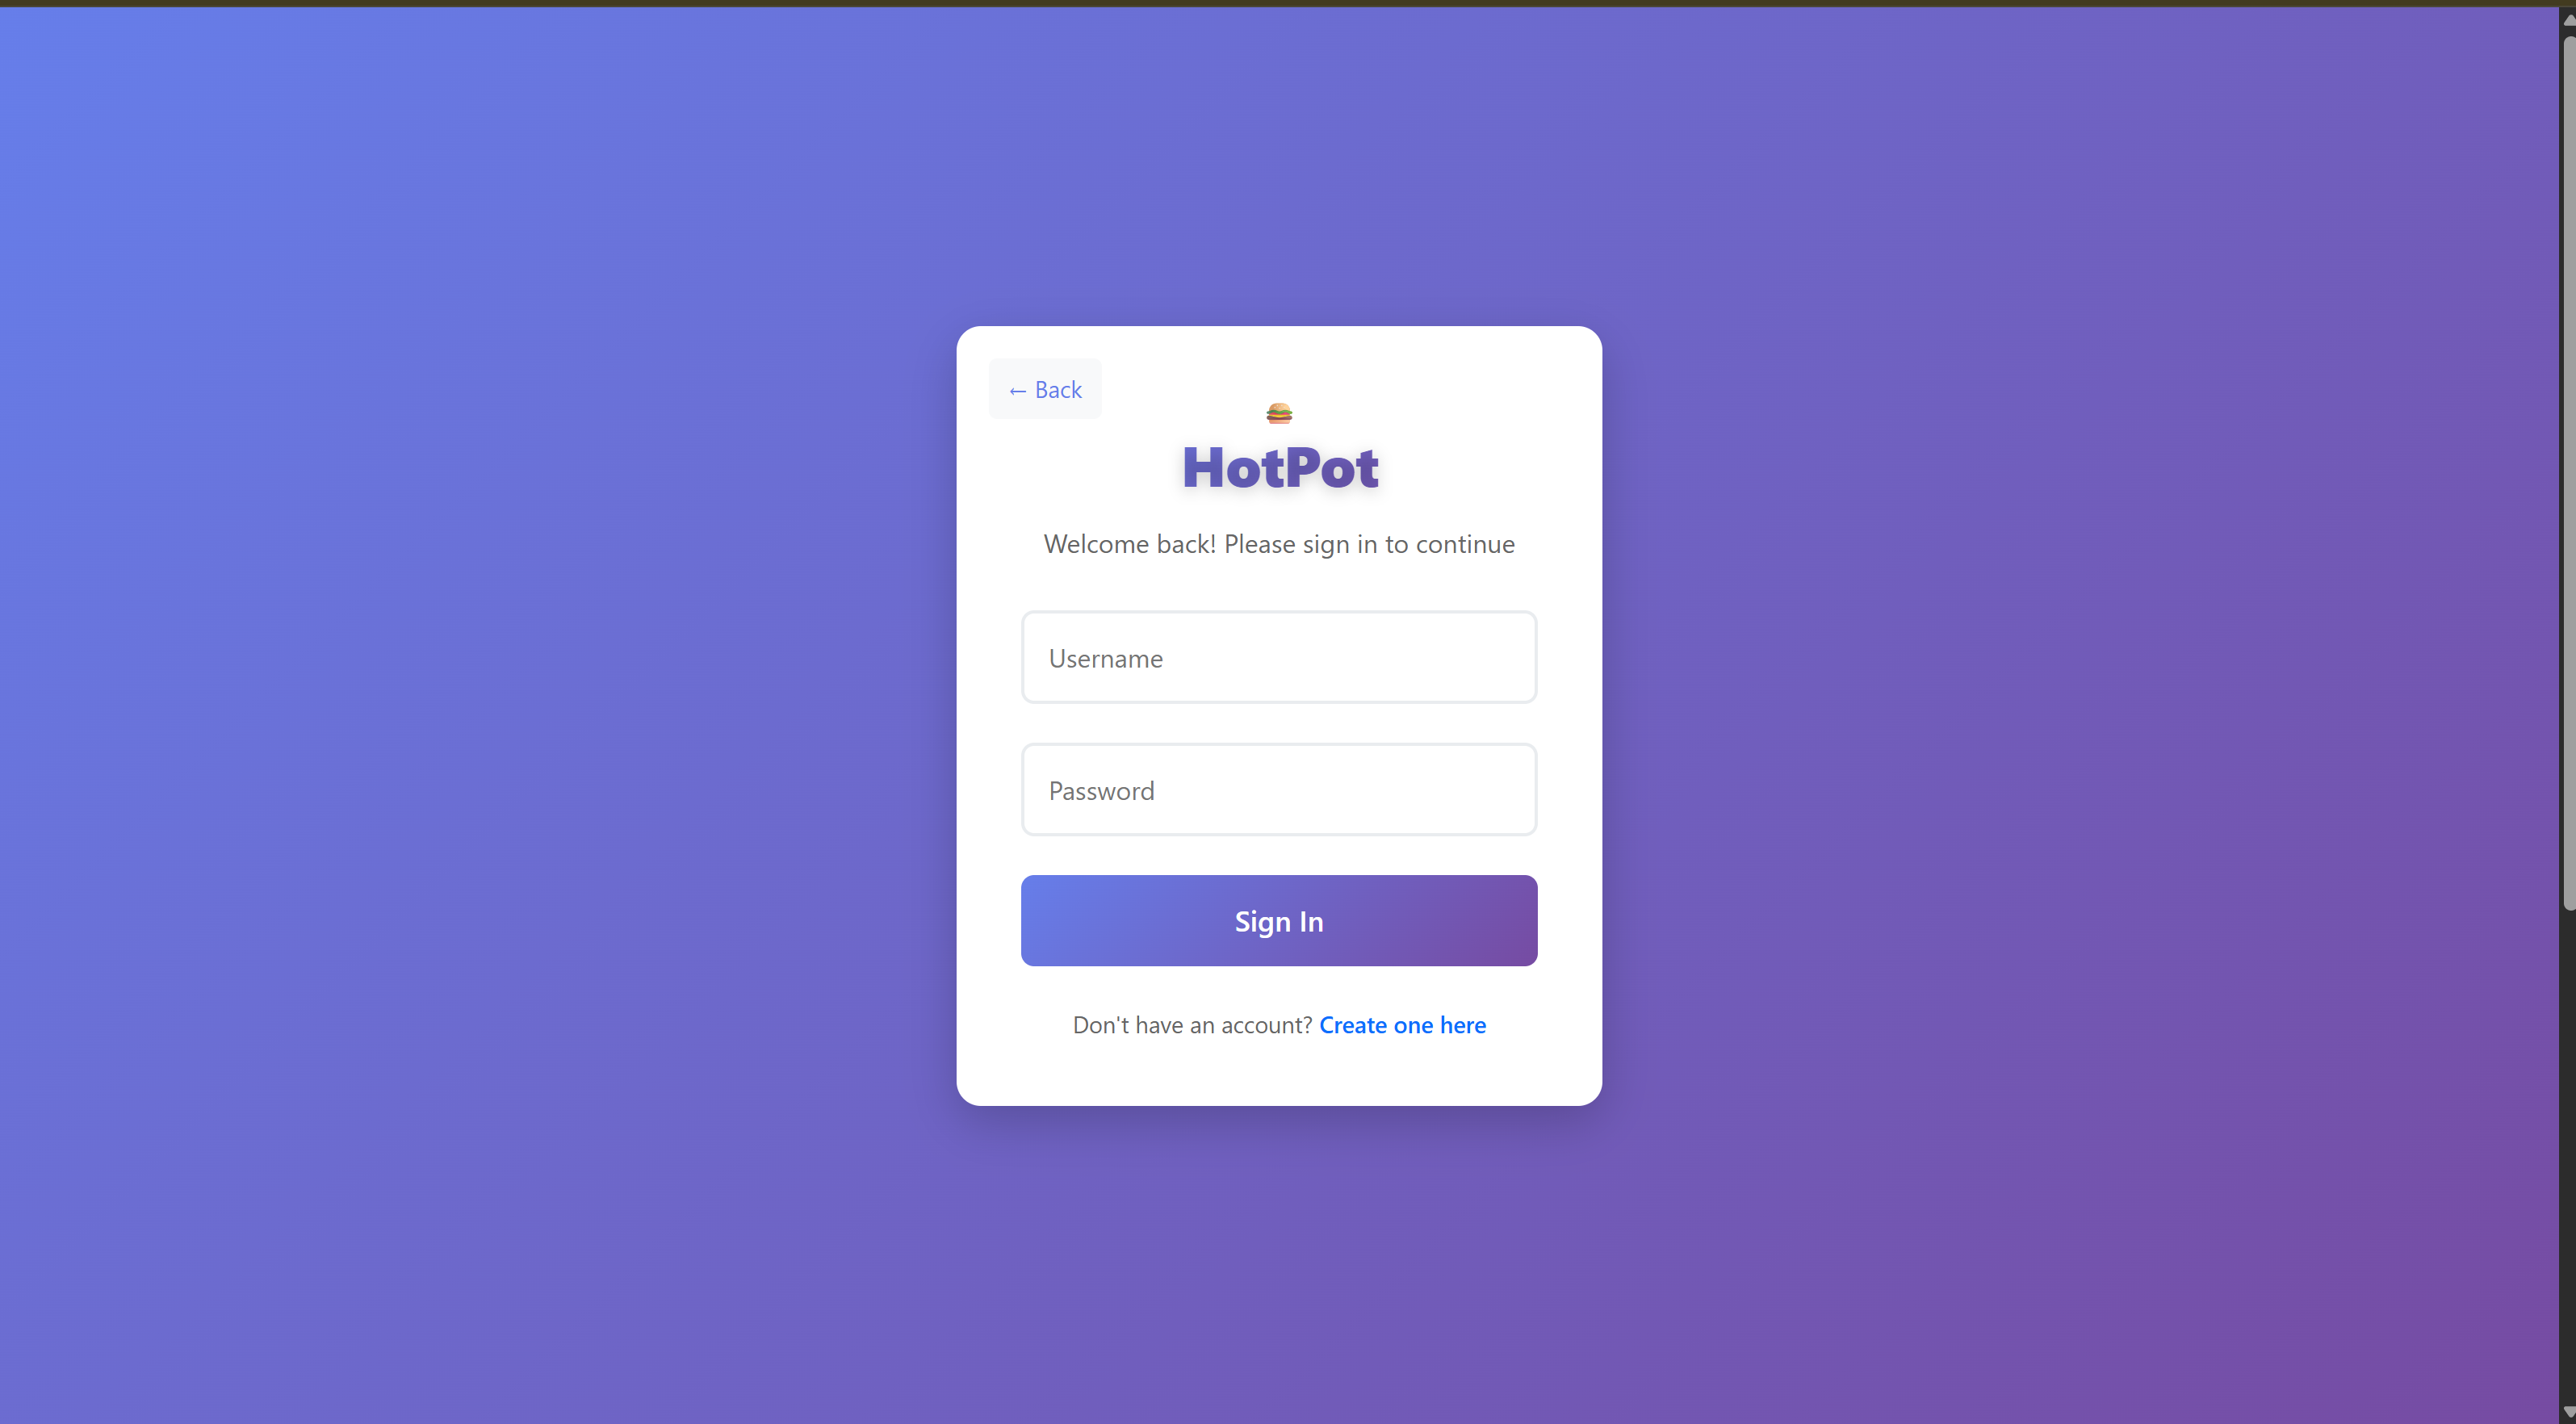 ← Back
HotPot
Welcome back! Please sign in to continue
Username
Password
Sign In
Don't have an account? Create one here